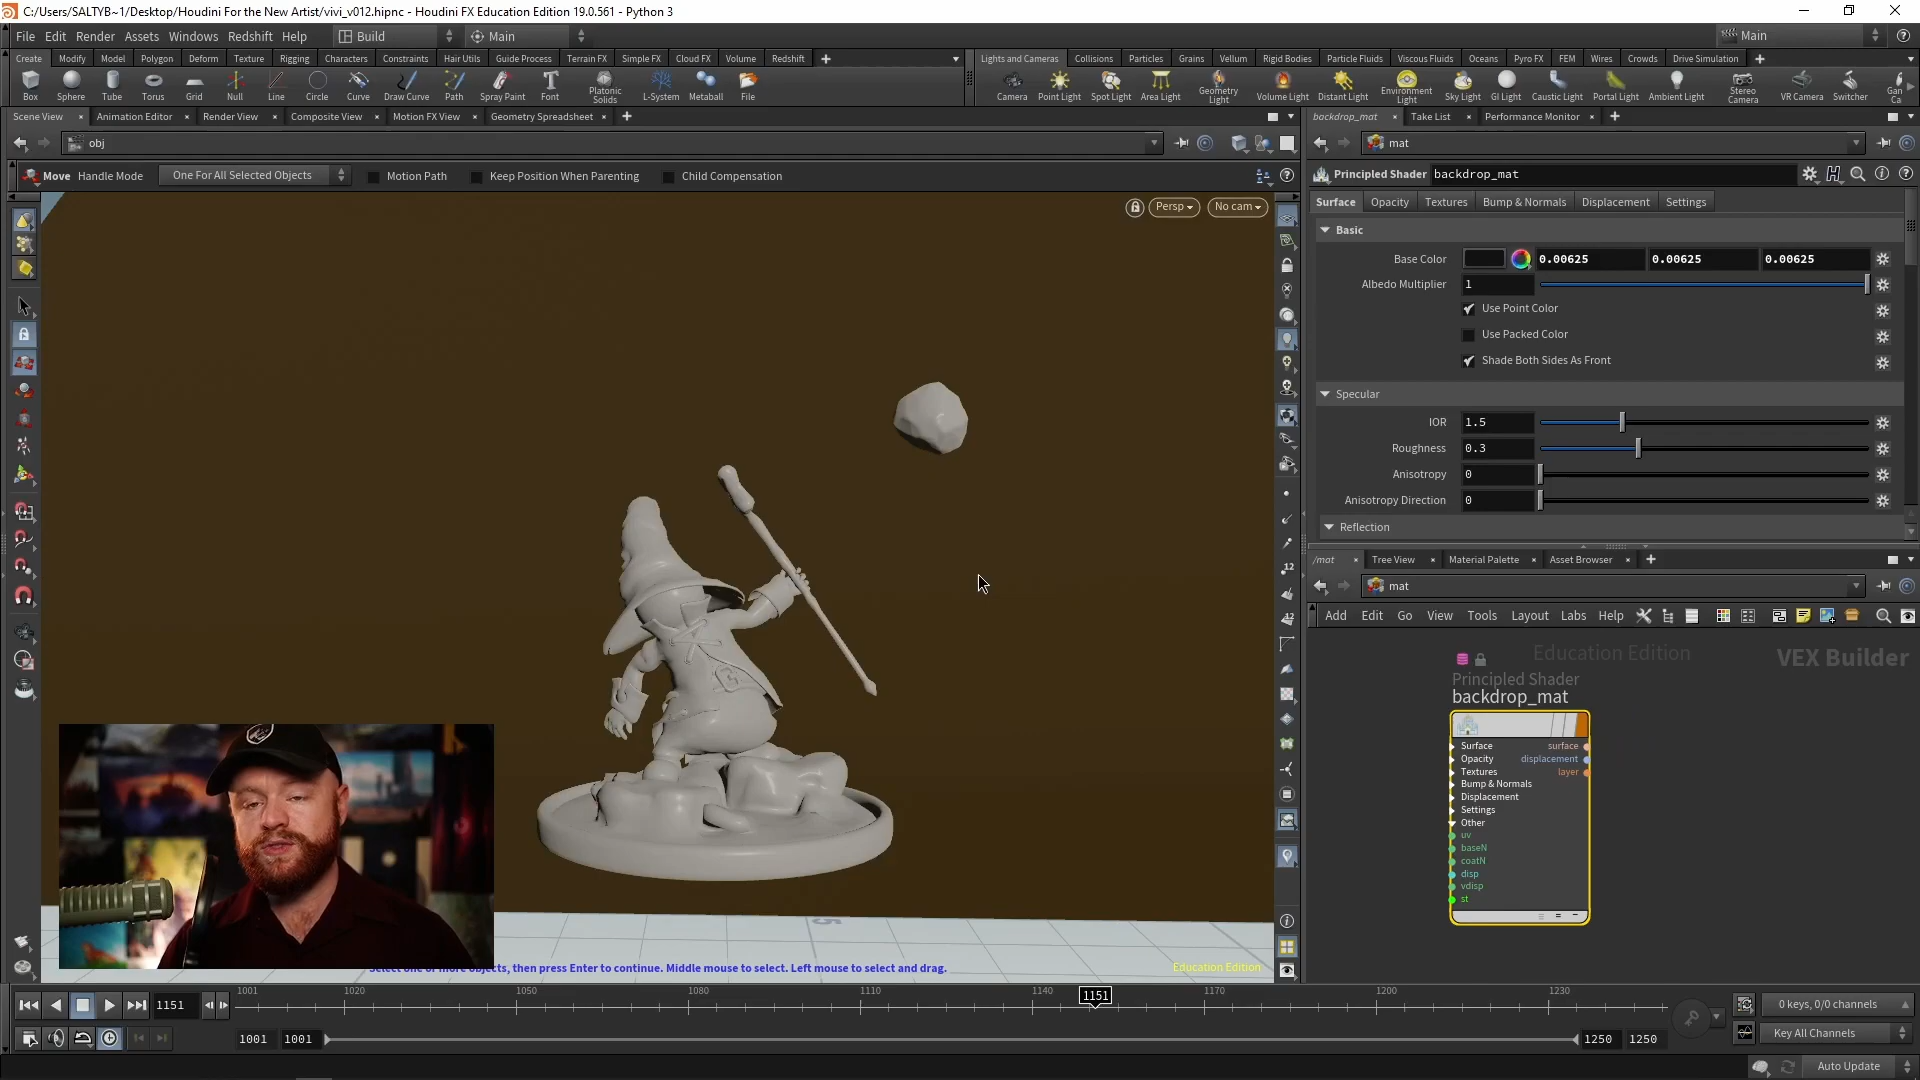 C:/Users/SALTYB~1/Desktop/Houdini For the New Artist/vivi_v012.hipnc - Houdini FX Education Edition 19.0.561 - Python 3
File Edit Render Assets Windows Redshift Help Build Main Main
Create Modify Model Polygon Deform Texture Rigging Characters Constraints Hair Utils Guide Process Terrain FX Simple FX Cloud FX Volume Redshift
Lights and Cameras Collisions Particles Grains Vellum Rigid Bodies Particle Fluids Viscous Fluids Oceans Pyro FX FEM Wires Crowds Drive Simulation
Box Sphere Tube Torus Grid Null Line Circle Curve Draw Curve Path Spray Paint Font Platonic Solids L-System Metaball File
Camera Point Light Spot Light Area Light Geometry Light Volume Light Distant Light Environment Light Sky Light GI Light Caustic Light Portal Light Ambient Light Stereo Camera VR Camera Switcher Gan Ca
Scene View Animation Editor Render View Composite View Motion FX View Geometry Spreadsheet
backdrop_mat Take List Performance Monitor
obj
mat
Move Handle Mode One For All Selected Objects Motion Path Keep Position When Parenting Child Compensation
Principled Shader backdrop_mat
Persp No cam
Surface Opacity Textures Bump & Normals Displacement Settings
Basic
Base Color 0.00625 0.00625 0.00625
Albedo Multiplier 1
Use Point Color
Use Packed Color
Shade Both Sides As Front
Specular
IOR 1.5
Roughness 0.3
Anisotropy 0
Anisotropy Direction 0
Reflection
/mat Tree View Material Palette Asset Browser
mat
Add Edit Go View Tools Layout Labs Help
Education Edition
VEX Builder
Principled Shader
backdrop_mat
Surface surface
Opacity displacement
Textures layer
Bump & Normals
Displacement
Settings
Other
uv
baseN
coatN
disp
vdisp
st
5
Select one or more objects, then press Enter to continue. Middle mouse to select. Left mouse to select and drag.
Education Edition
1151
1001 1020 1050 1080 1110 1140 1151 1170 1200 1230
0 keys, 0/0 channels
1001 1001 1250 1250
Key All Channels
Auto Update